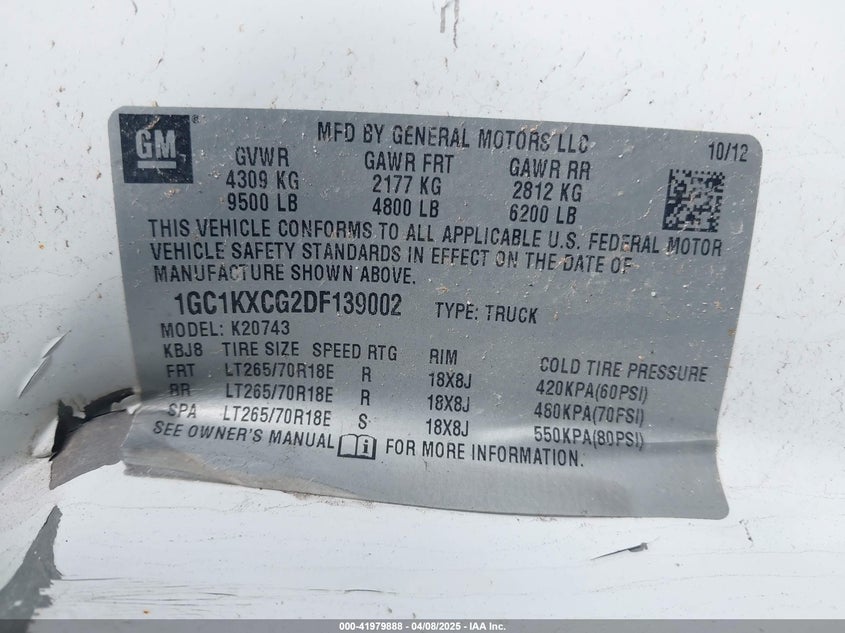 GM
MFD BY GENERAL MOTORS LLC
10/12
GVWR GAWR FRT GAWR RR
4309 KG 2177 KG 2812 KG
9500 LB 4800 LB 6200 LB
THIS VEHICLE CONFORMS TO ALL APPLICABLE U.S. FEDERAL MOTOR
VEHICLE SAFETY STANDARDS IN EFFECT ON THE DATE OF
MANUFACTURE SHOWN ABOVE.
1GC1KXCG2DF139002 TYPE: TRUCK
MODEL: K20743
KBJ8 TIRE SIZE SPEED RTG RIM COLD TIRE PRESSURE
FRT LT265/70R18E R 18X8J 420KPA(60PSI)
RR LT265/70R18E R 18X8J 480KPA(70PSI)
SPA LT265/70R18E S 18X8J 550KPA(80PSI)
SEE OWNER'S MANUAL i FOR MORE INFORMATION.
000-41979888 - 04/08/2025 - IAA Inc.